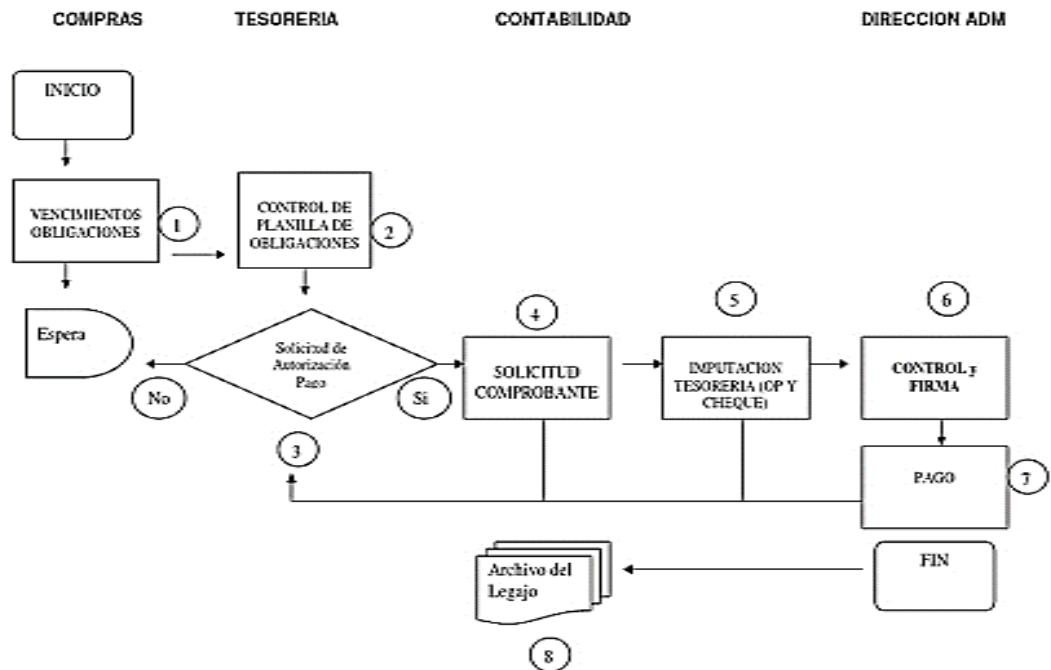 COMPRAS TESORERIA CONTABILIDAD DIRECCION ADM
INICIO
VENCIMIENTOS
OBLIGACIONES
1
CONTROL DE
PLANILLA DE
OBLIGACIONES
2
Espera
No
Solicitud de
Autorización
Pago
Si
3
4
SOLICITUD
COMPROBANTE
5
IMPUTACION
TESORERIA (OP Y
CHEQUE)
6
CONTROL y
FIRMA
PAGO
7
FIN
Archivo del
Legajo
8